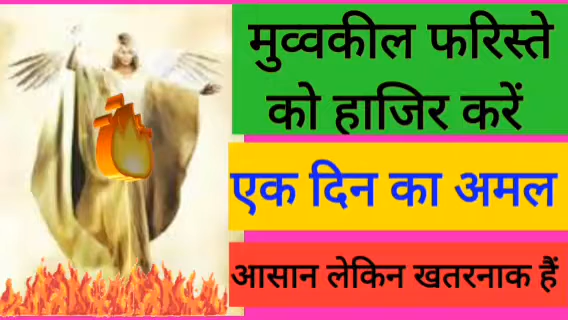 मुव्वकील फरिस्ते
को हाजिर करें
एक दिन का अमल
आसान लेकिन खतरनाक हैं